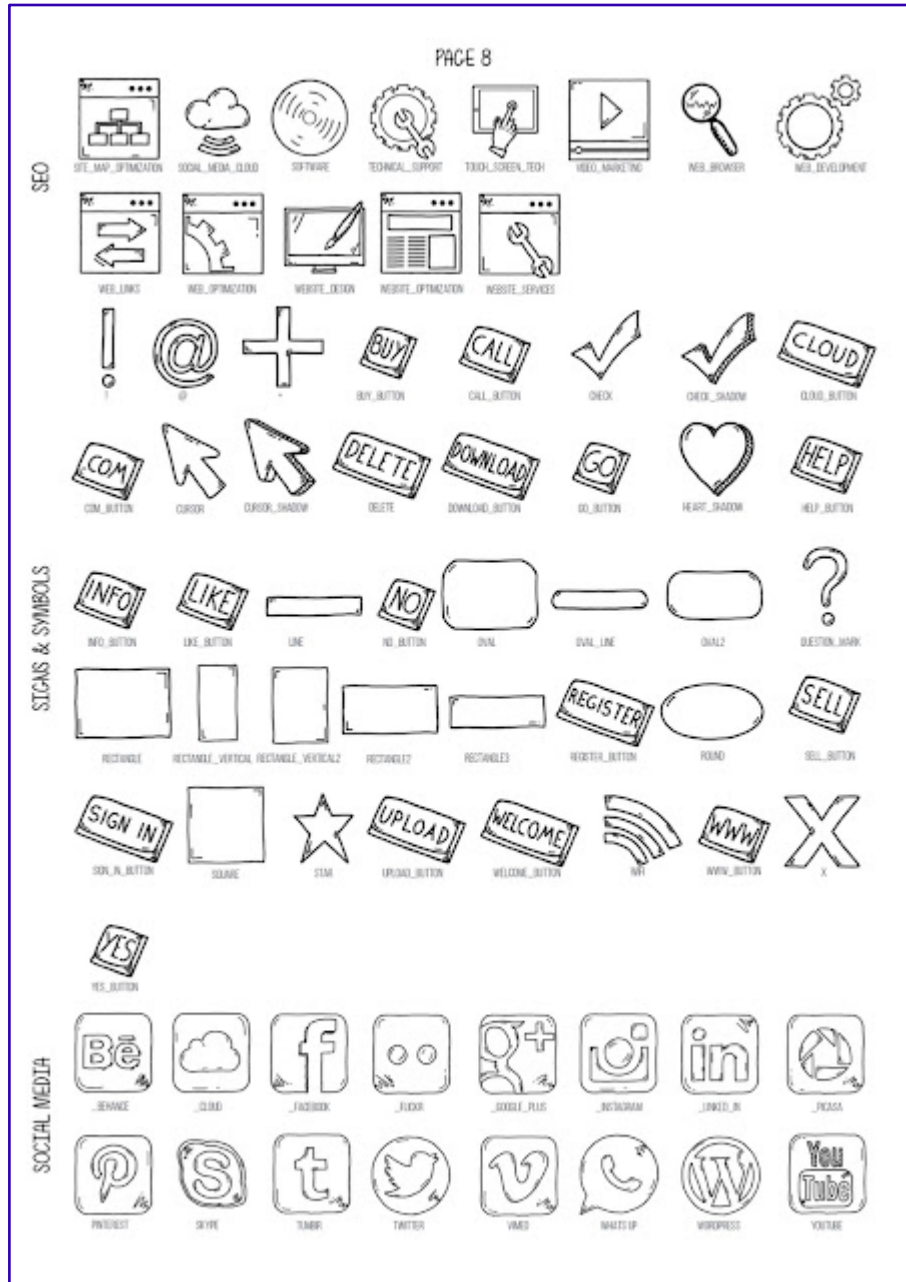 PAGE 8
SEO
SITE_MAP_OPTIMIZATION SOCIAL_MEDIA_CLOUD SOFTWARE TECHNICAL_SUPPORT TOUCH_SCREEN_TECH VIDEO_MARKETING WWW WEB_BROWSER WEB_DEVELOPMENT
WEB_LINKS WEB_OPTIMIZATION WEBSITE_DESIGN WEBSITE_OPTIMIZATION WEBSITE_SERVICES
SIGNS & SYMBOLS
! @ + BUY CALL CLOUD
! @ BUY_BUTTON CALL_BUTTON CHECK CHECK_SHADOW CLOUD_BUTTON
.COM DELETE DOWNLOAD GO HELP
COM_BUTTON CURSOR CURSOR_SHADOW DELETE DOWNLOAD_BUTTON GO_BUTTON HEART_SHADOW HELP_BUTTON
INFO LIKE NO ?
INFO_BUTTON LIKE_BUTTON LINE NO_BUTTON OVAL OVAL_LINE OVAL2 QUESTION_MARK
REGISTER SELL
RECTANGLE RECTANGLE_VERTICAL RECTANGLE_VERTICAL2 RECTANGLE2 RECTANGLE3 REGISTER_BUTTON ROUND SELL_BUTTON
SIGN IN UPLOAD WELCOME WWW X
SIGN_IN_BUTTON SQUARE STAR UPLOAD_BUTTON WELCOME_BUTTON WIFI WWW_BUTTON X
YES
YES_BUTTON
SOCIAL MEDIA
Bē f g+ in
_BEHANCE _CLOUD _FACEBOOK _FLICKR _GOOGLE_PLUS _INSTAGRAM _LINKED_IN _PICASA
P S t V W You Tube
PINTEREST SKYPE TUMBLR TWITTER VIMEO WHATS UP WORDPRESS YOUTUBE